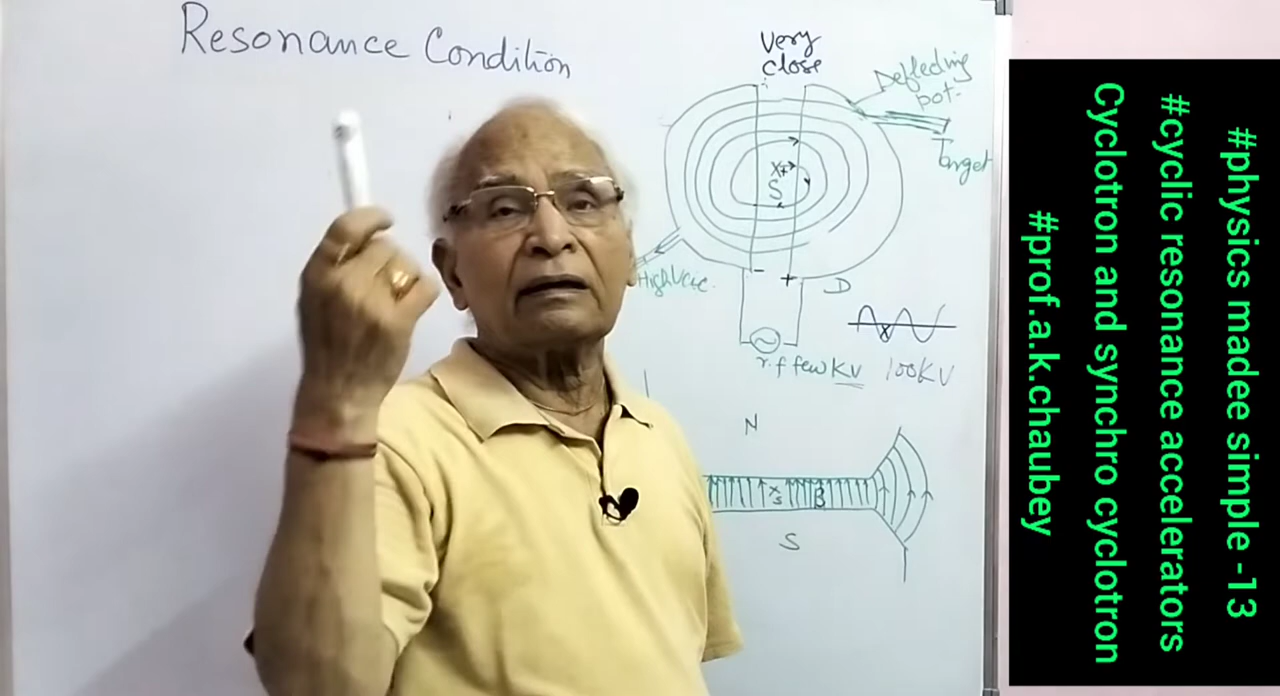 Resonance Condition
Very
close
Deflecting
pot.
Target
S
High Vac.
- +
D
r.f few KV 100KV
N
S
B
S
#physics madee simple -13
#cyclic resonance accelerators
Cyclotron and synchro cyclotron
#prof.a.k.chaubey